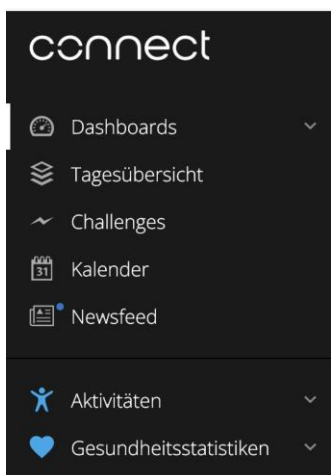 connect
Dashboards
Tagesübersicht
Challenges
31
Kalender
Newsfeed
Aktivitäten
Gesundheitsstatistiken